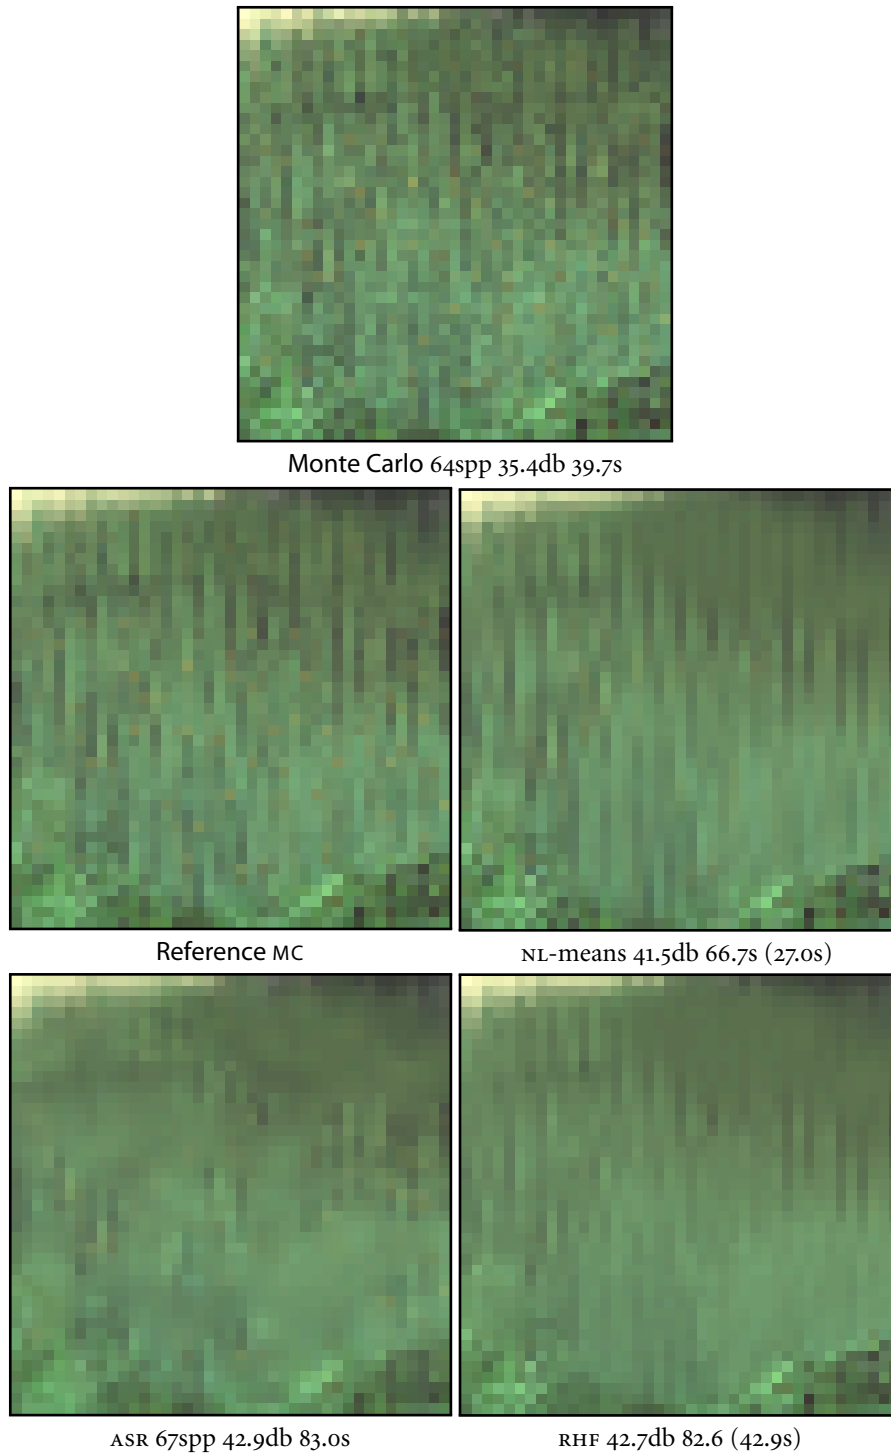 Monte Carlo 64spp 35.4db 39.7s
Reference MC
NL-means 41.5db 66.7s (27.0s)
ASR 67spp 42.9db 83.0s
RHF 42.7db 82.6 (42.9s)